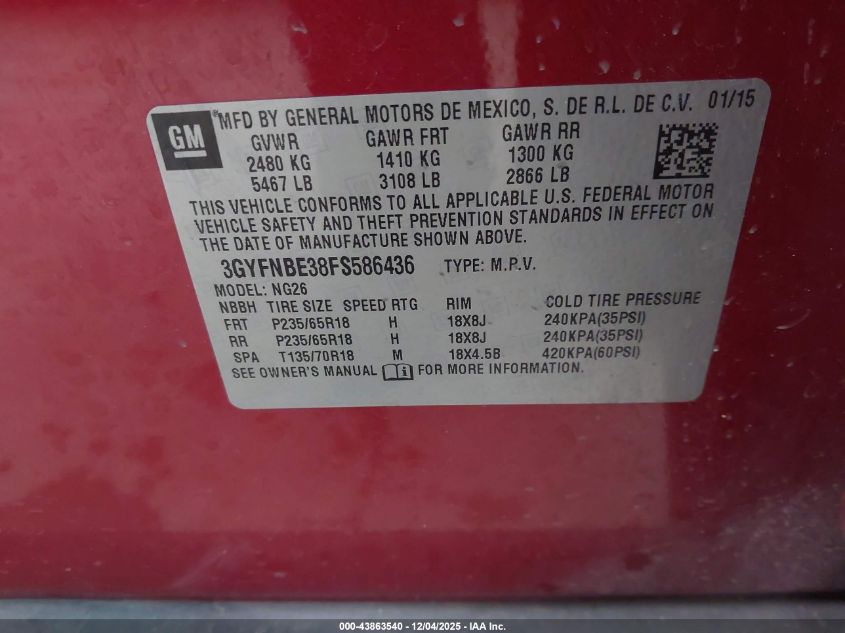 GM
MFD BY GENERAL MOTORS DE MEXICO, S. DE R.L. DE C.V. 01/15
GVWR GAWR FRT GAWR RR
2480 KG 1410 KG 1300 KG
5467 LB 3108 LB 2866 LB
THIS VEHICLE CONFORMS TO ALL APPLICABLE U.S. FEDERAL MOTOR
VEHICLE SAFETY AND THEFT PREVENTION STANDARDS IN EFFECT ON
THE DATE OF MANUFACTURE SHOWN ABOVE.
3GYFNBE38FS586436 TYPE: M.P.V.
MODEL: NG26
NBBH TIRE SIZE SPEED RTG RIM COLD TIRE PRESSURE
FRT P235/65R18 H 18X8J 240KPA(35PSI)
RR P235/65R18 H 18X8J 240KPA(35PSI)
SPA T135/70R18 M 18X4.5B 420KPA(60PSI)
SEE OWNER'S MANUAL FOR MORE INFORMATION.
000-43863540 - 12/04/2025 - IAA Inc.